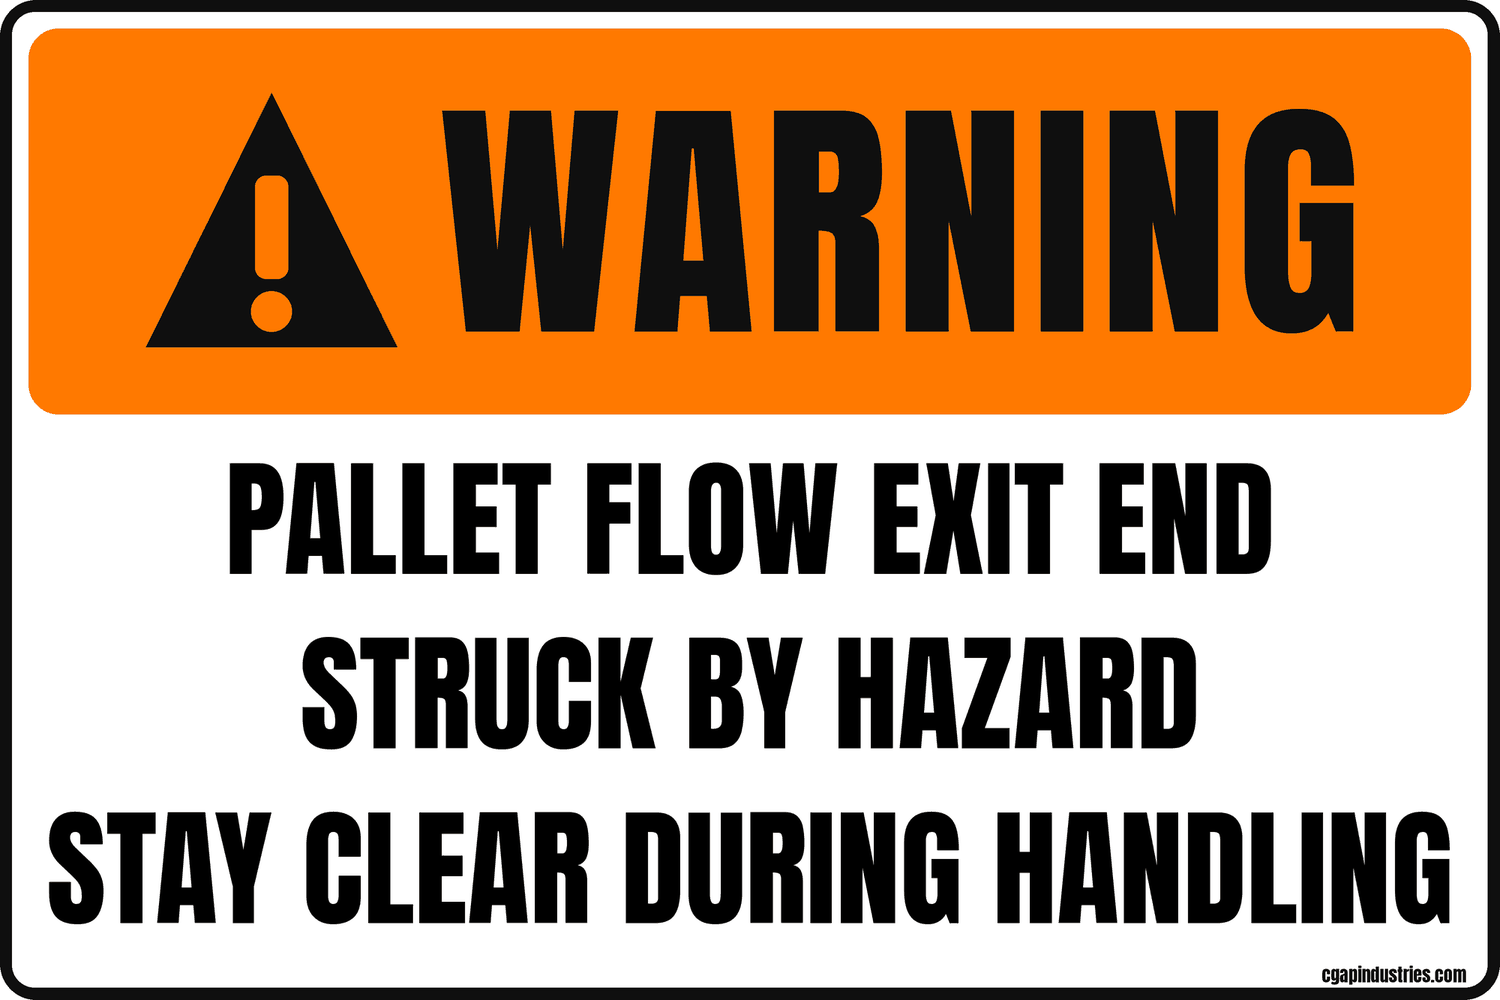 WARNING
PALLET FLOW EXIT END
STRUCK BY HAZARD
STAY CLEAR DURING HANDLING
cgapindustries.com